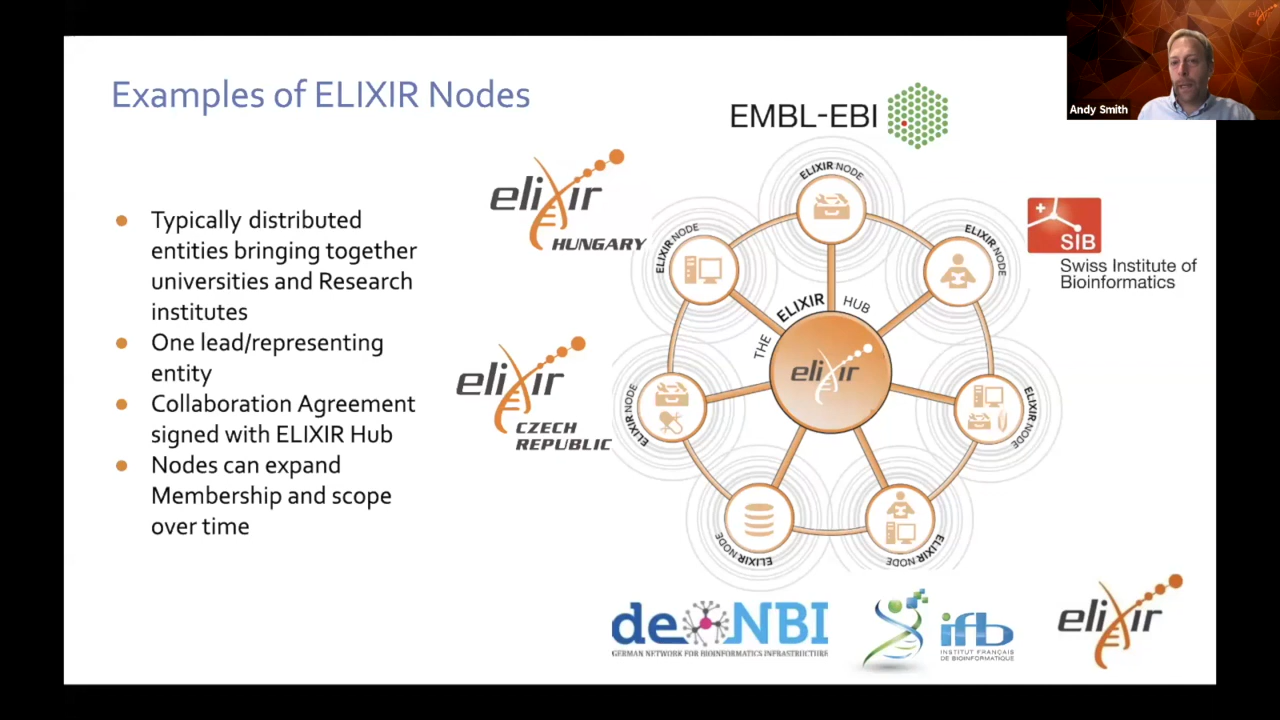 Examples of ELIXIR Nodes
Andy Smith
EMBL-EBI
elixir
HUNGARY
SIB
Swiss Institute of
Bioinformatics
● Typically distributed
entities bringing together
universities and Research
institutes
● One lead/representing
entity
● Collaboration Agreement
signed with ELIXIR Hub
● Nodes can expand
Membership and scope
over time
elixir
CZECH
REPUBLIC
ELIXIR NODE
ELIXIR NODE
ELIXIR NODE
THE ELIXIR HUB
elixir
ELIXIR NODE
ELIXIR NODE
ELIXIR NODE
ELIXIR NODE
de NBI
GERMAN NETWORK FOR BIOINFORMATICS INFRASTRUCTURE
ifb
INSTITUT FRANÇAIS
DE BIOINFORMATIQUE
elixir
elixir